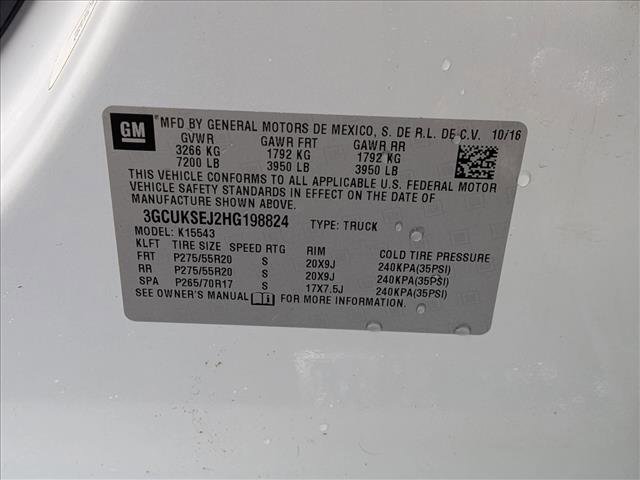 GM
MFD BY GENERAL MOTORS DE MEXICO, S. DE R.L. DE C.V. 10/16
GVWR GAWR FRT GAWR RR
3266 KG 1792 KG 1792 KG
7200 LB 3950 LB 3950 LB
THIS VEHICLE CONFORMS TO ALL APPLICABLE U.S. FEDERAL MOTOR
VEHICLE SAFETY STANDARDS IN EFFECT ON THE DATE OF
MANUFACTURE SHOWN ABOVE.
3GCUKSEJ2HG198824 TYPE: TRUCK
MODEL: K15543
KLFT TIRE SIZE SPEED RTG RIM COLD TIRE PRESSURE
FRT P275/55R20 S 20X9J 240KPA(35PSI)
RR P275/55R20 S 20X9J 240KPA(35PSI)
SPA P265/70R17 S 17X7.5J 240KPA(35PSI)
SEE OWNER'S MANUAL FOR MORE INFORMATION.